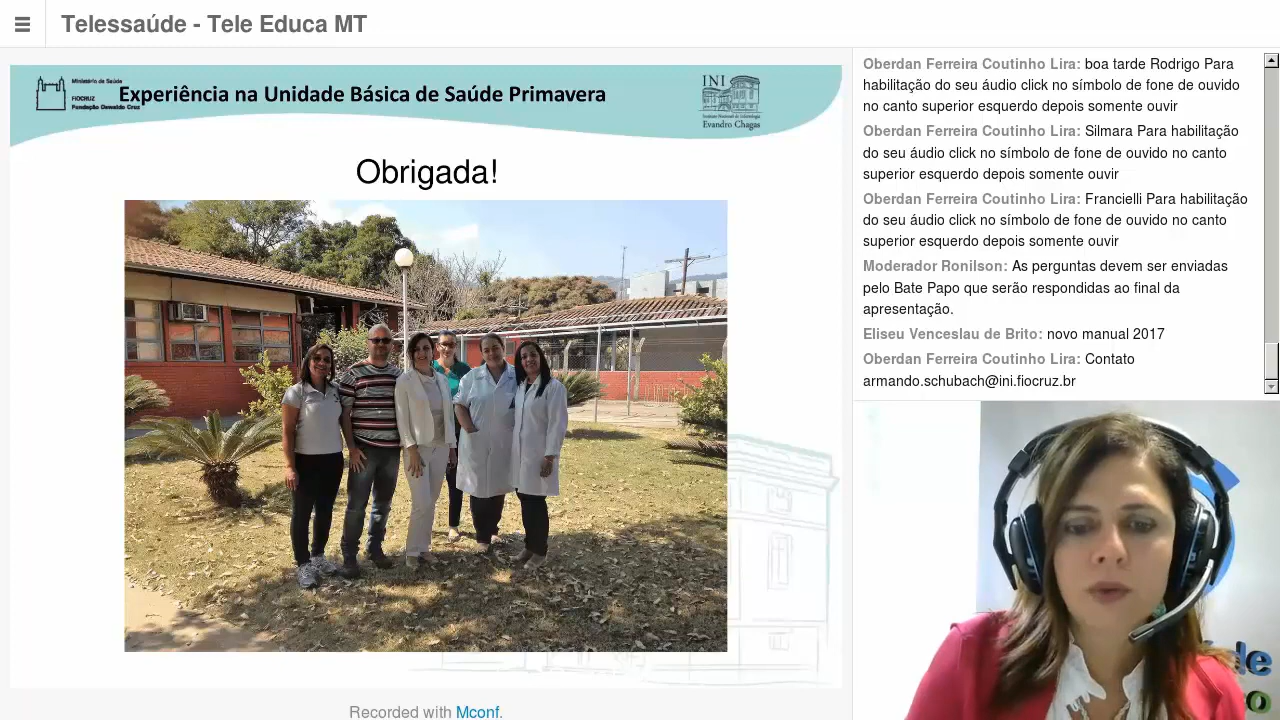 Telessaúde - Tele Educa MT
Ministério da Saúde
FIOCRUZ
Fundação Oswaldo Cruz
Experiência na Unidade Básica de Saúde Primavera
INI
Instituto Nacional de Infectologia
Evandro Chagas
Obrigada!
Recorded with Mconf.
Oberdan Ferreira Coutinho Lira: boa tarde Rodrigo Para
habilitação do seu áudio click no símbolo de fone de ouvido
no canto superior esquerdo depois somente ouvir
Oberdan Ferreira Coutinho Lira: Silmara Para habilitação
do seu áudio click no símbolo de fone de ouvido no canto
superior esquerdo depois somente ouvir
Oberdan Ferreira Coutinho Lira: Francielli Para habilitação
do seu áudio click no símbolo de fone de ouvido no canto
superior esquerdo depois somente ouvir
Moderador Ronilson: As perguntas devem ser enviadas
pelo Bate Papo que serão respondidas ao final da
apresentação.
Eliseu Venceslau de Brito: novo manual 2017
Oberdan Ferreira Coutinho Lira: Contato
armando.schubach@ini.fiocruz.br